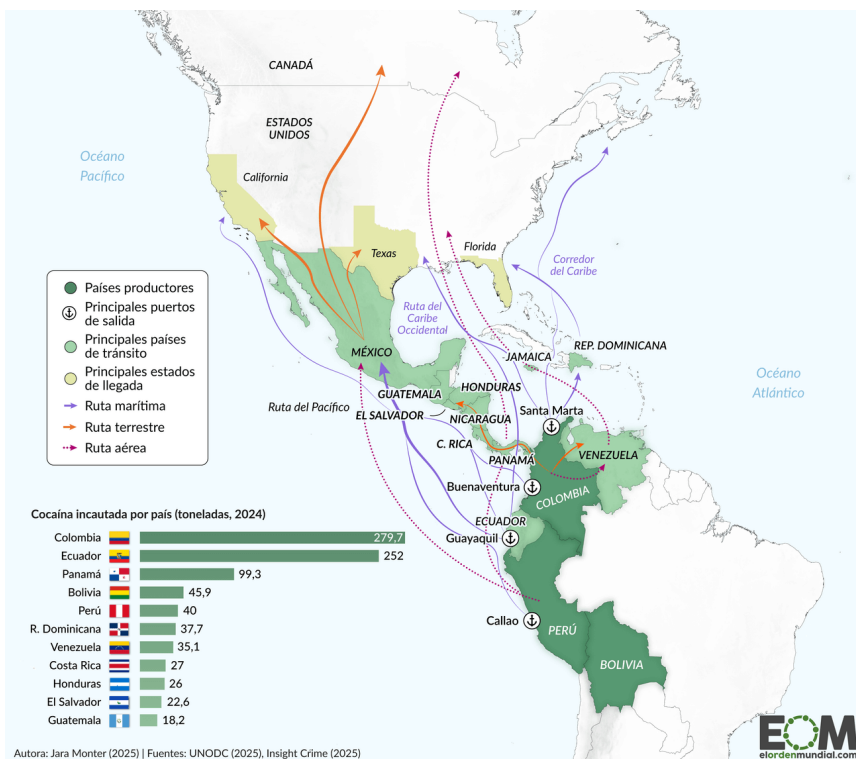 CANADÁ
ESTADOS
UNIDOS
Océano
Pacífico
California
Texas
Florida
Corredor
del Caribe
Ruta del
Caribe
Occidental
MÉXICO
JAMAICA
REP. DOMINICANA
Océano
Atlántico
GUATEMALA
HONDURAS
Ruta del Pacífico
EL SALVADOR
NICARAGUA
Santa Marta
C. RICA
PANAMÁ
VENEZUELA
Buenaventura
COLOMBIA
ECUADOR
Guayaquil
Callao
PERÚ
BOLIVIA
Países productores
Principales puertos
de salida
Principales países
de tránsito
Principales estados
de llegada
Ruta marítima
Ruta terrestre
Ruta aérea
Cocaína incautada por país (toneladas, 2024)
Colombia 279,7
Ecuador 252
Panamá 99,3
Bolivia 45,9
Perú 40
R. Dominicana 37,7
Venezuela 35,1
Costa Rica 27
Honduras 26
El Salvador 22,6
Guatemala 18,2
Autora: Jara Monter (2025) | Fuentes: UNODC (2025), Insight Crime (2025)
EOM
elordenmundial.com